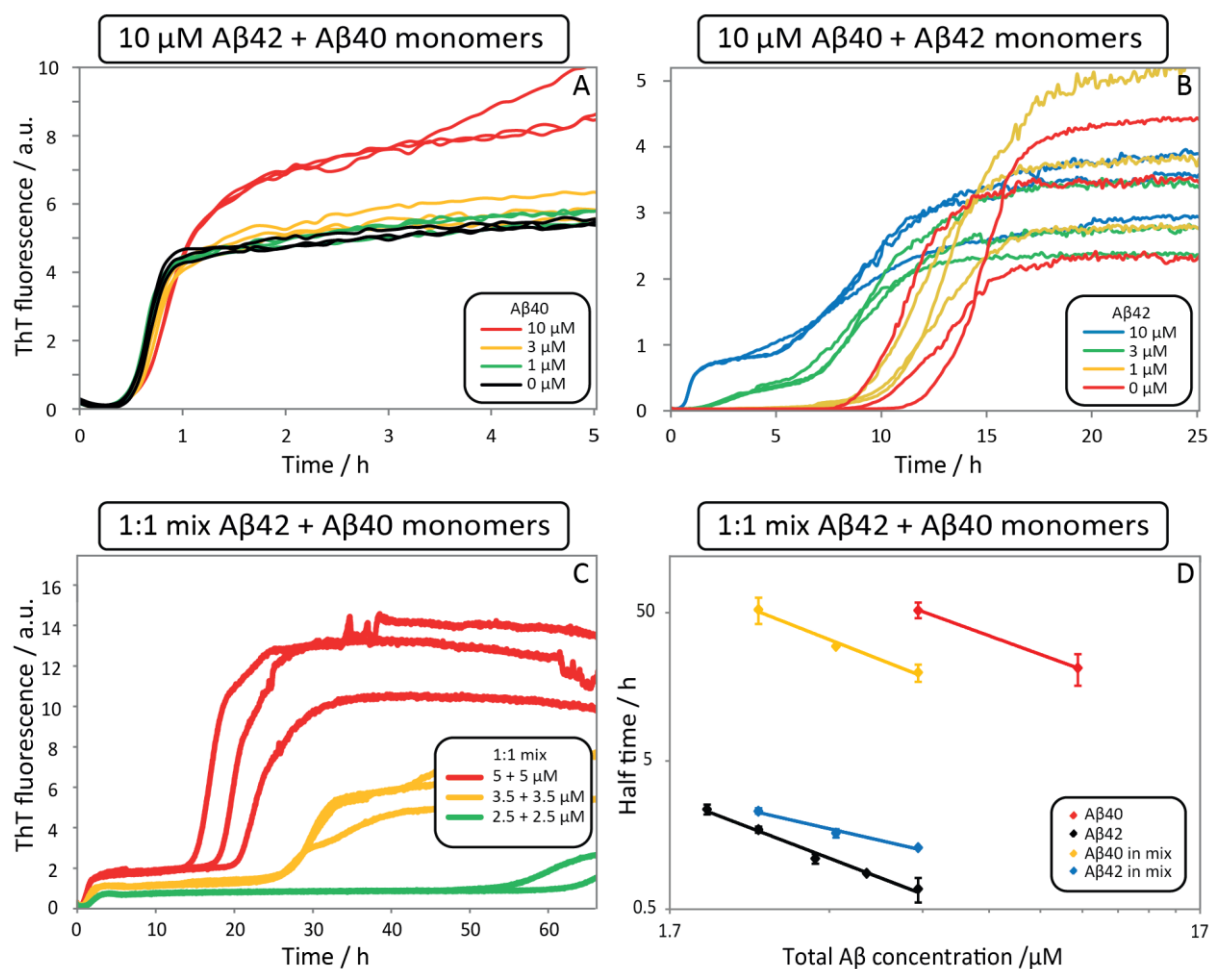 10 μM Aβ42 + Aβ40 monomers
A
ThT fluorescence / a.u.
10
8
6
4
2
0
Aβ40
10 μM
3 μM
1 μM
0 μM
0 1 2 3 4 5
Time / h
10 μM Aβ40 + Aβ42 monomers
B
ThT fluorescence / a.u.
5
4
3
2
1
0
Aβ42
10 μM
3 μM
1 μM
0 μM
0 5 10 15 20 25
Time / h
1:1 mix Aβ42 + Aβ40 monomers
C
ThT fluorescence / a.u.
16
14
12
10
8
6
4
2
0
1:1 mix
5 + 5 μM
3.5 + 3.5 μM
2.5 + 2.5 μM
0 10 20 30 40 50 60
Time / h
1:1 mix Aβ42 + Aβ40 monomers
D
Half time / h
50
5
0.5
Aβ40
Aβ42
Aβ40 in mix
Aβ42 in mix
1.7 17
Total Aβ concentration /μM